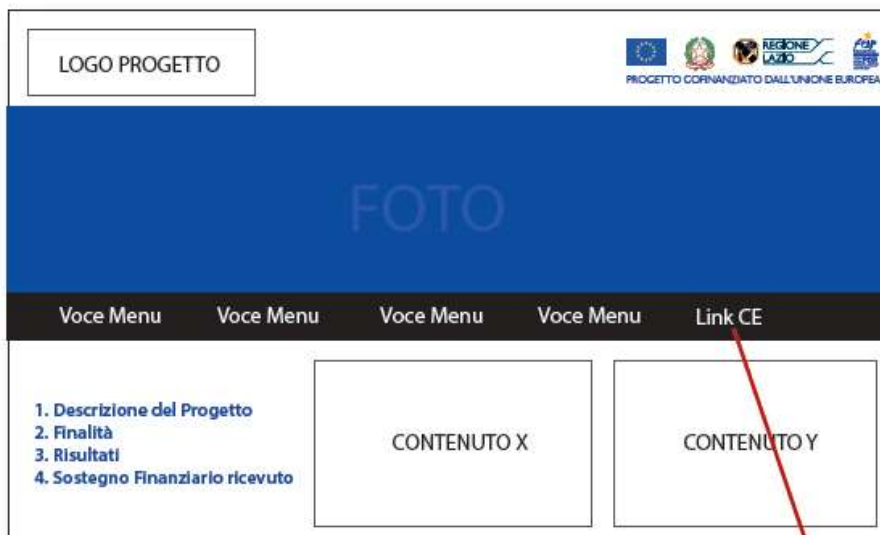 LOGO PROGETTO
REGIONE
LAZIO
PROGETTO COFINANZIATO DALL'UNIONE EUROPEA
FOTO
Voce Menu Voce Menu Voce Menu Voce Menu Link CE
1. Descrizione del Progetto
2. Finalità
3. Risultati
4. Sostegno Finanziario ricevuto
CONTENUTO X
CONTENUTO Y